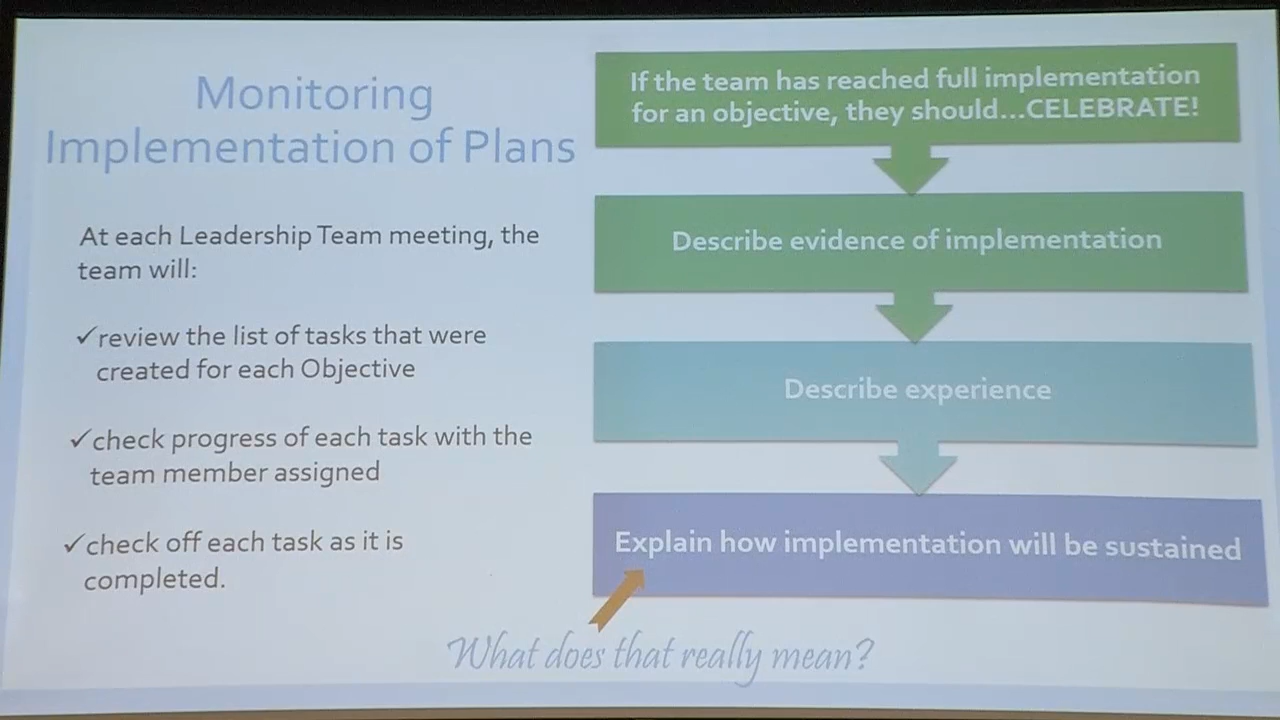 Monitoring
Implementation of Plans
At each Leadership Team meeting, the
team will:
✓review the list of tasks that were
created for each Objective
✓check progress of each task with the
team member assigned
✓check off each task as it is
completed.
If the team has reached full implementation
for an objective, they should...CELEBRATE!
Describe evidence of implementation
Describe experience
Explain how implementation will be sustained
What does that really mean?